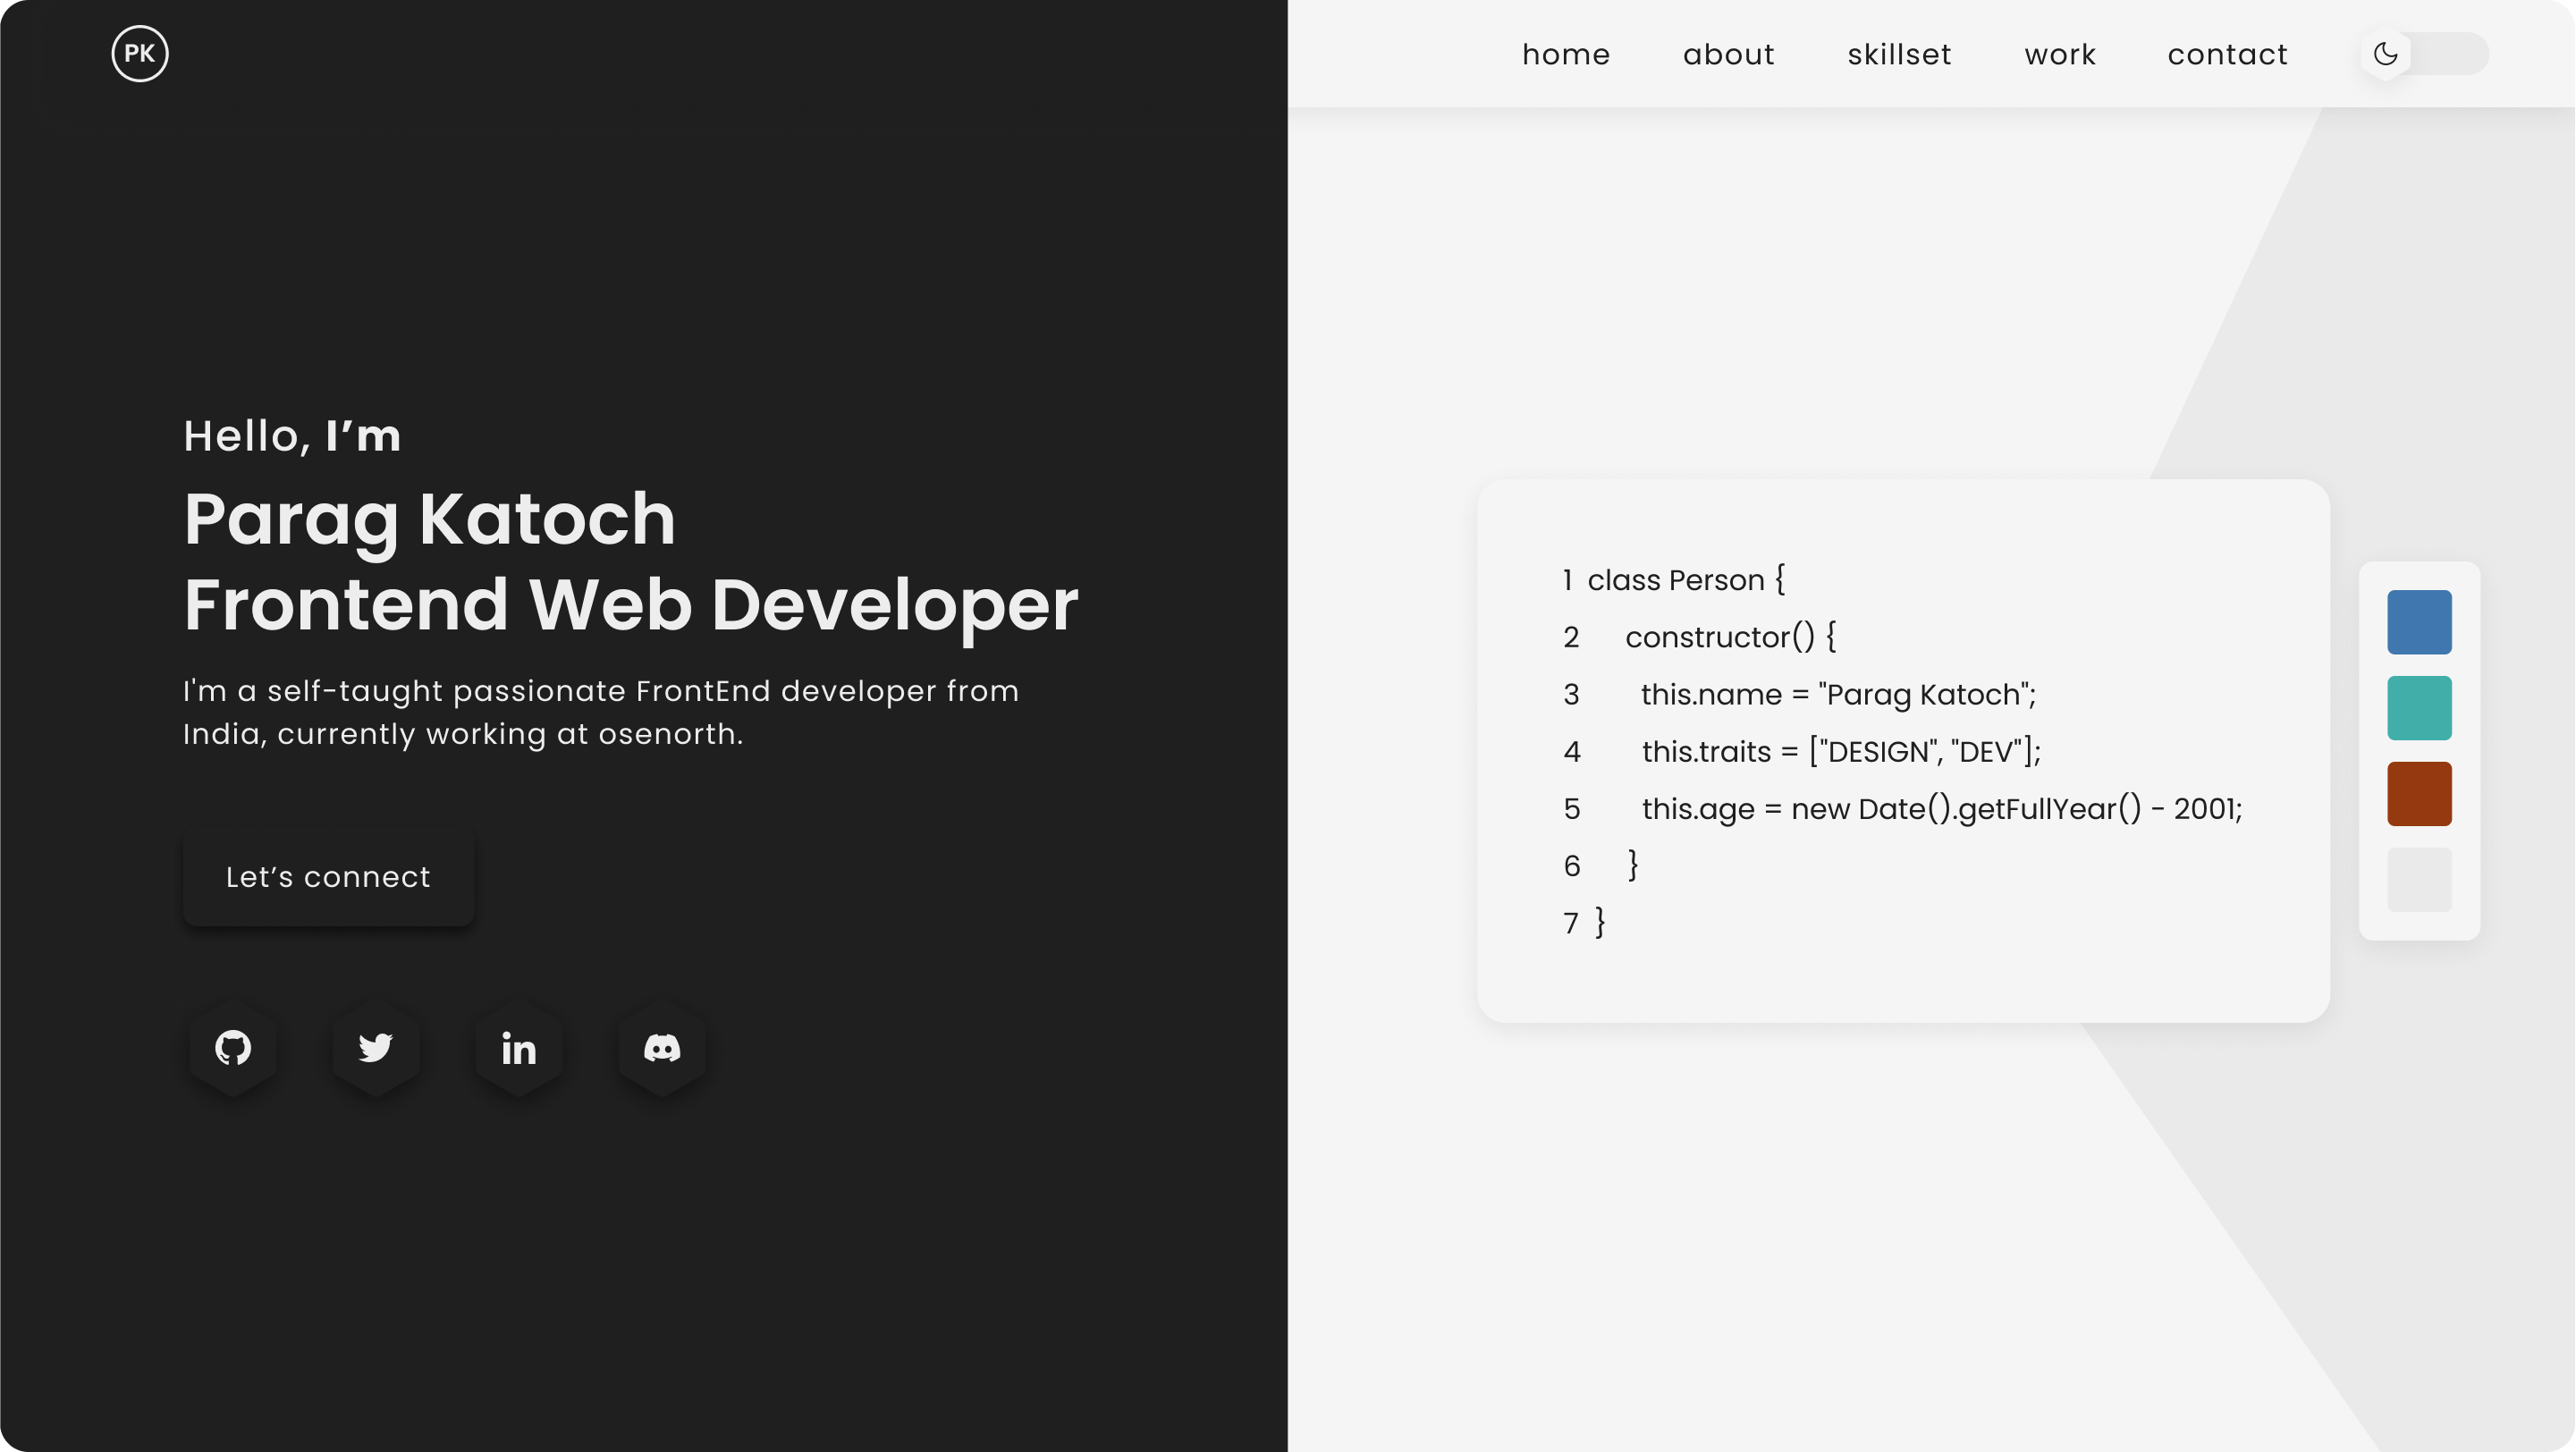 PK
home about skillset work contact
Hello, I’m
Parag Katoch
Frontend Web Developer
I'm a self-taught passionate FrontEnd developer from
India, currently working at osenorth.
Let’s connect
in
1 class Person {
2 constructor() {
3 this.name = "Parag Katoch";
4 this.traits = ["DESIGN", "DEV"];
5 this.age = new Date().getFullYear() - 2001;
6 }
7 }